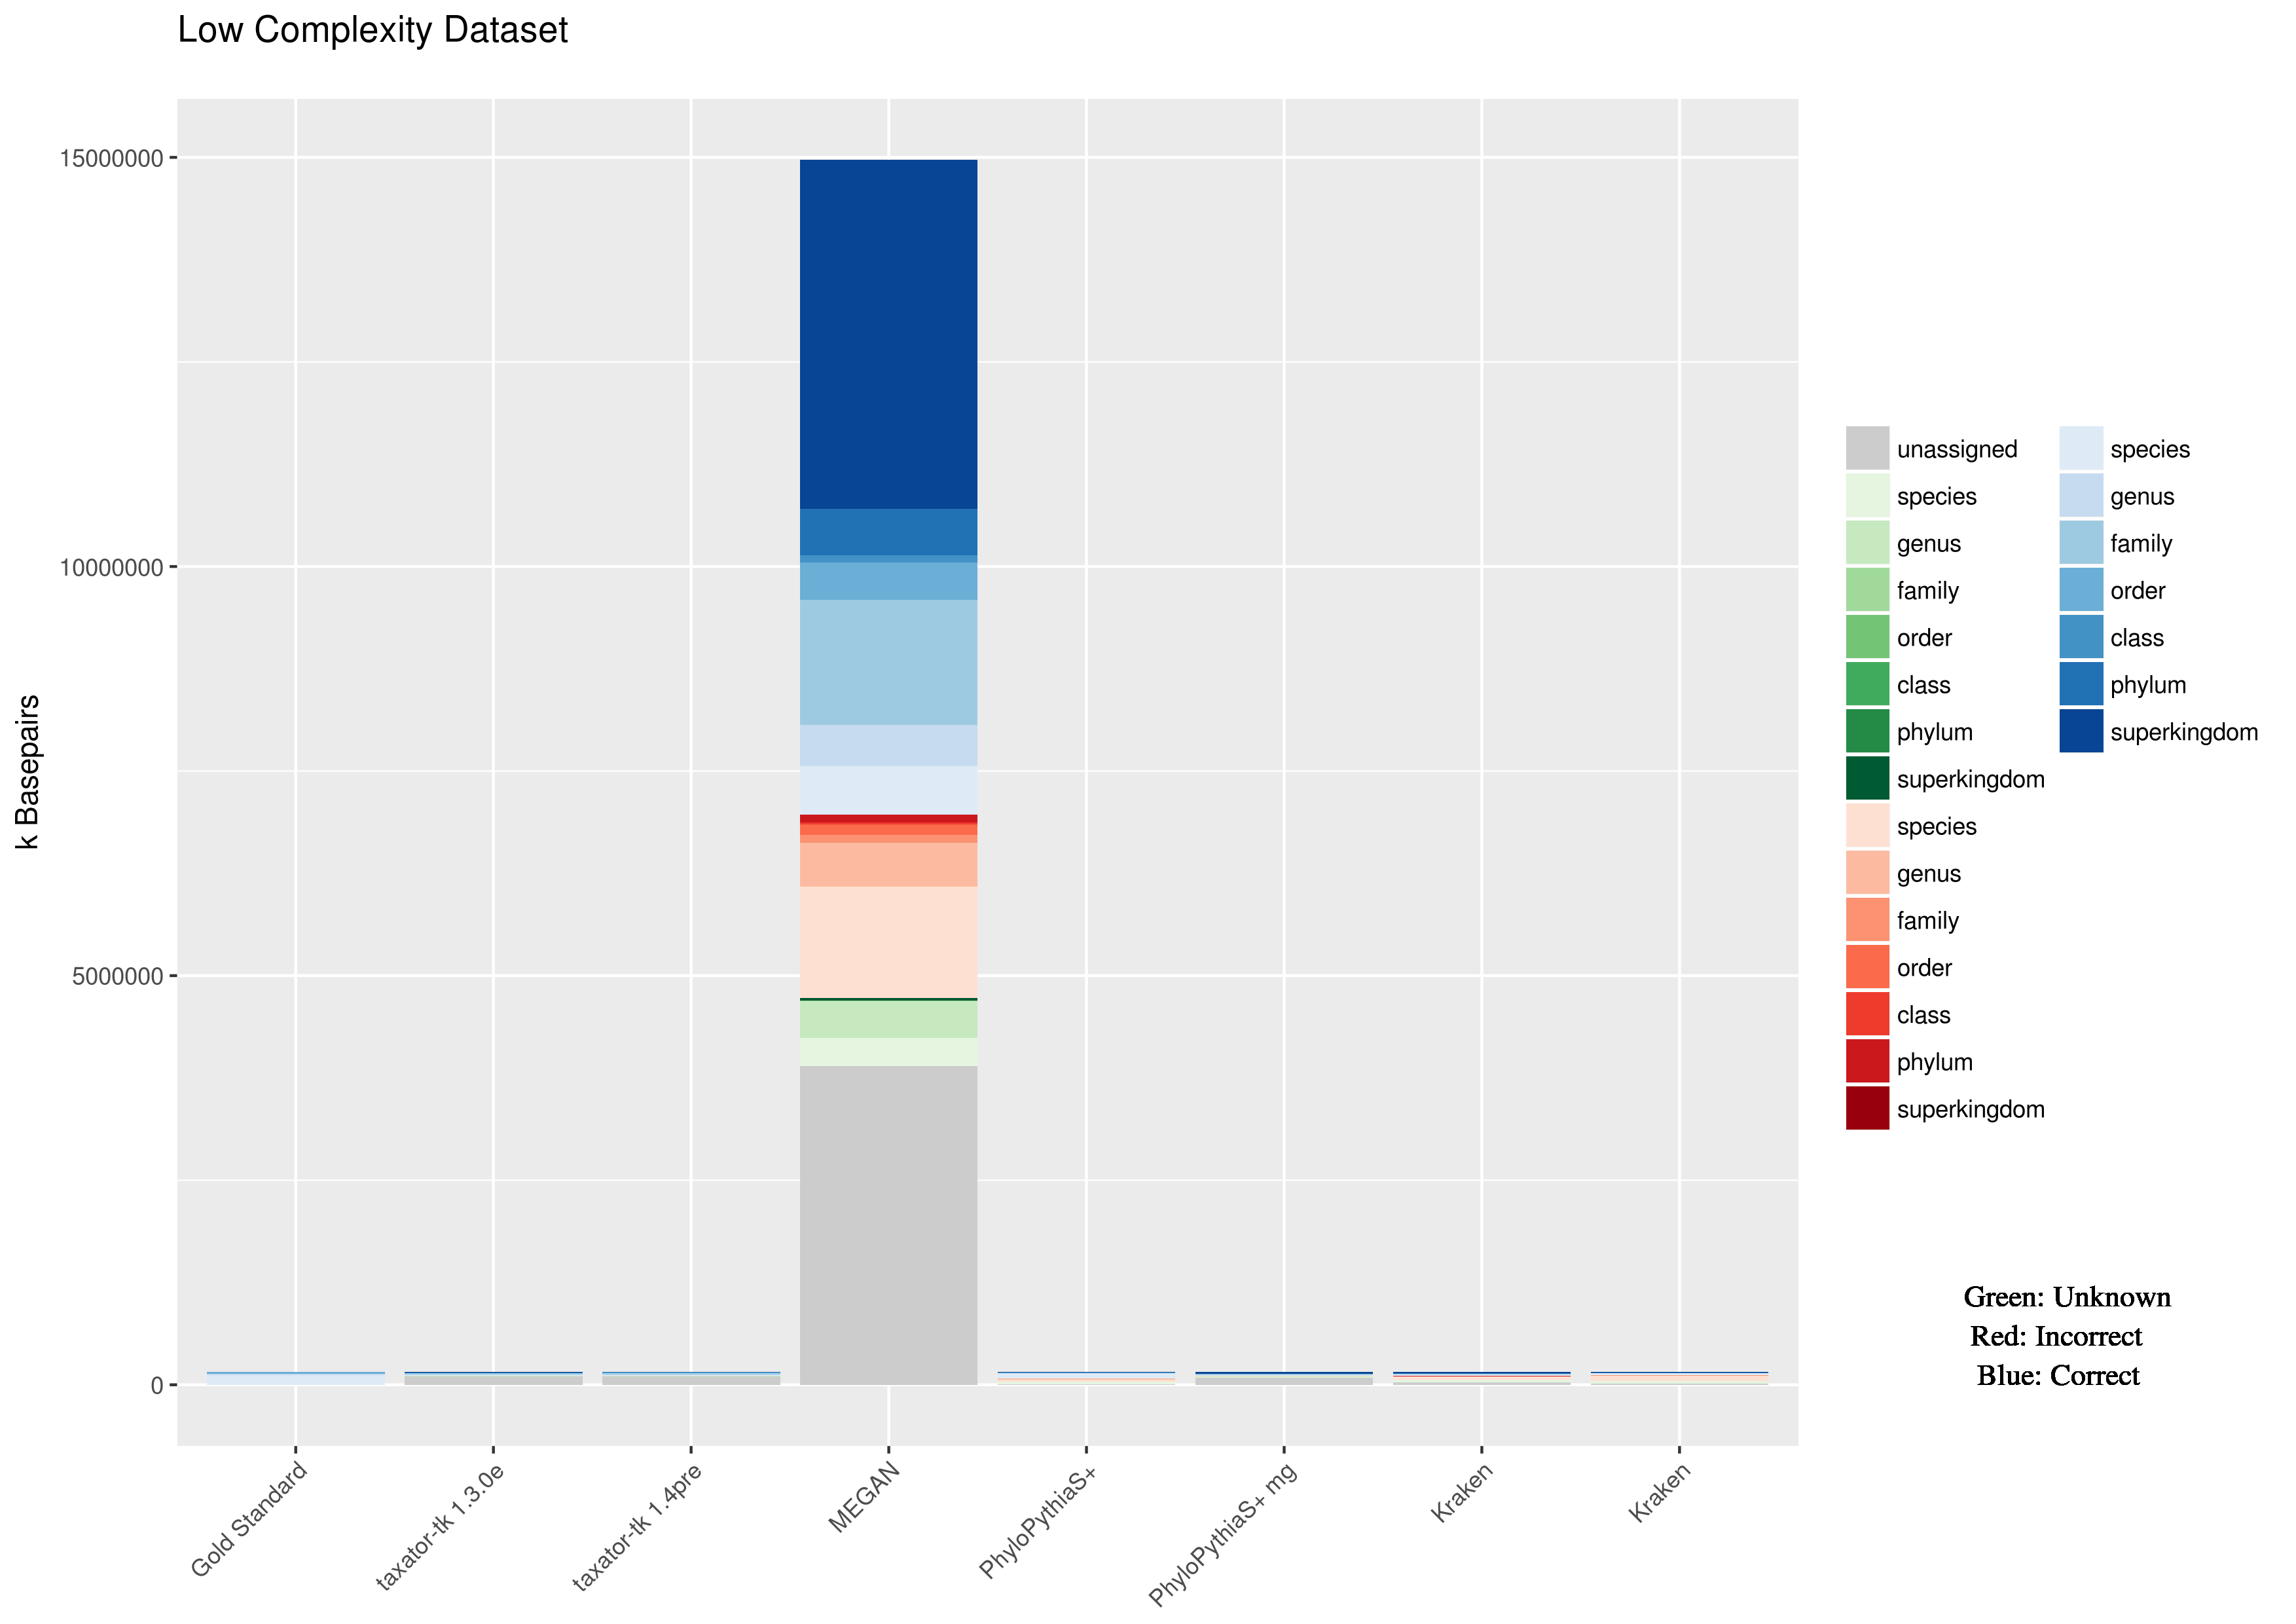 Low Complexity Dataset
k Basepairs
15000000
10000000
5000000
0
Gold Standard
taxator-tk 1.3.0e
taxator-tk 1.4pre
MEGAN
PhyloPythiaS+
PhyloPythiaS+ mg
Kraken
Kraken
unassigned
species
genus
family
order
class
phylum
superkingdom
species
genus
family
order
class
phylum
superkingdom
species
genus
family
order
class
phylum
superkingdom
Green: Unknown
Red: Incorrect
Blue: Correct